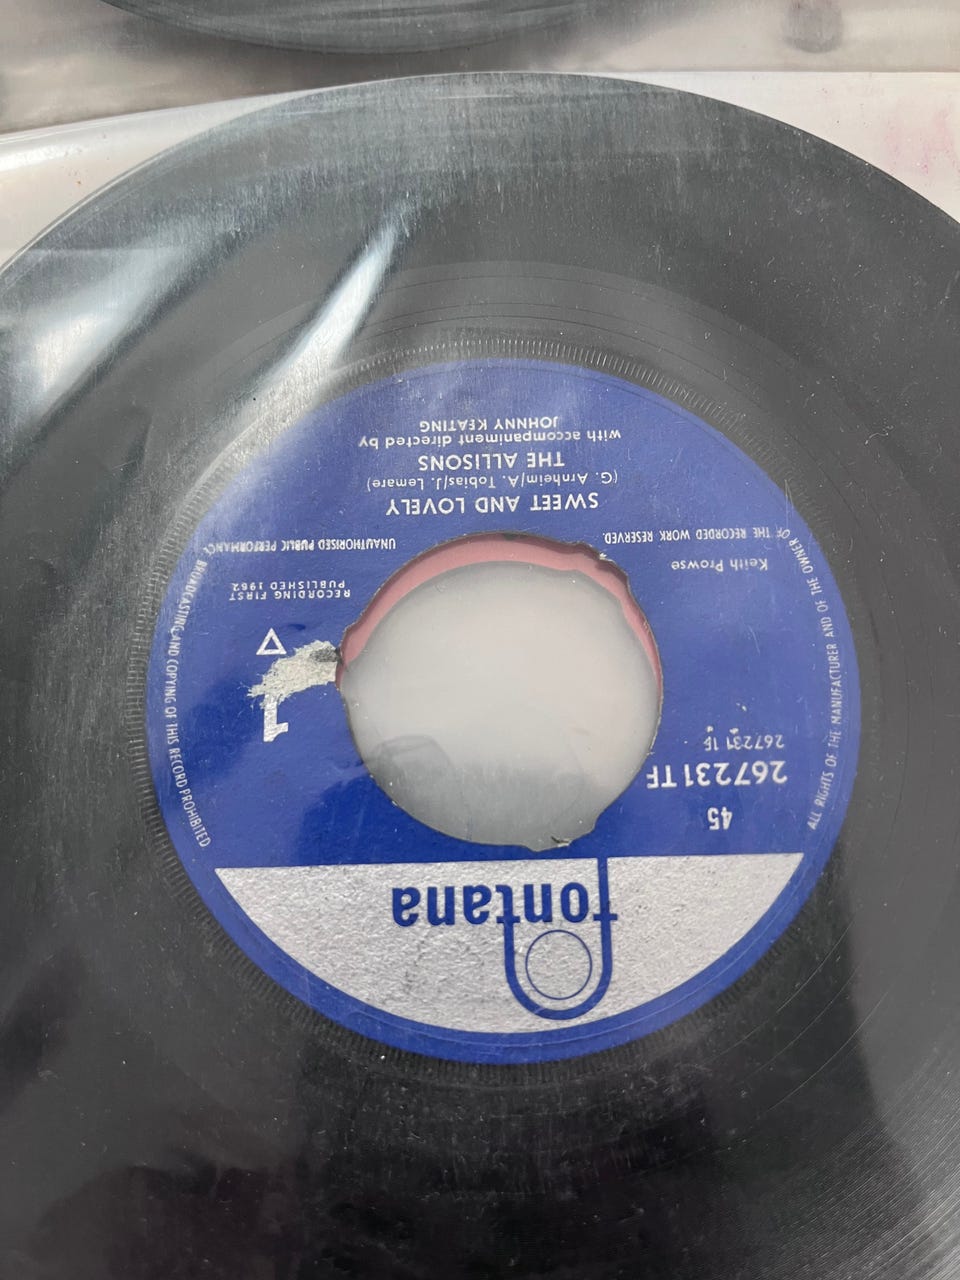 fontana
45
267231 TF
267231 1F
1
Keith Prowse
RECORDING FIRST
PUBLISHED 1962
ALL RIGHTS OF THE MANUFACTURER AND OF THE OWNER OF THE RECORDED WORK RESERVED.
UNAUTHORISED PUBLIC PERFORMANCE, BROADCASTING AND COPYING OF THIS RECORD PROHIBITED
SWEET AND LOVELY
(G. Arnheim/A. Tobias/J. Lemare)
THE ALLISONS
with accompaniment directed by
JOHNNY KEATING